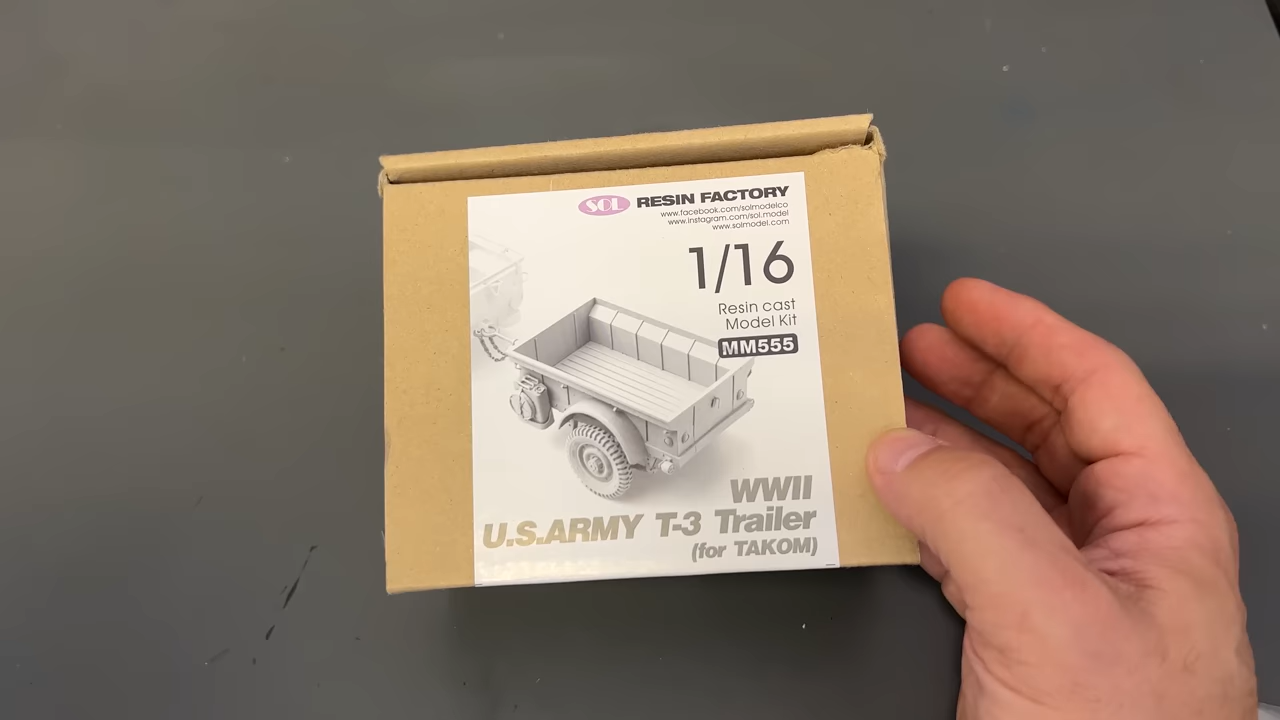 SOL RESIN FACTORY
www.facebook.com/solmodelco
www.instagram.com/sol.model
www.solmodel.com
1/16
Resin cast
Model Kit
MM555
WWII
U.S.ARMY T-3 Trailer
(for TAKOM)